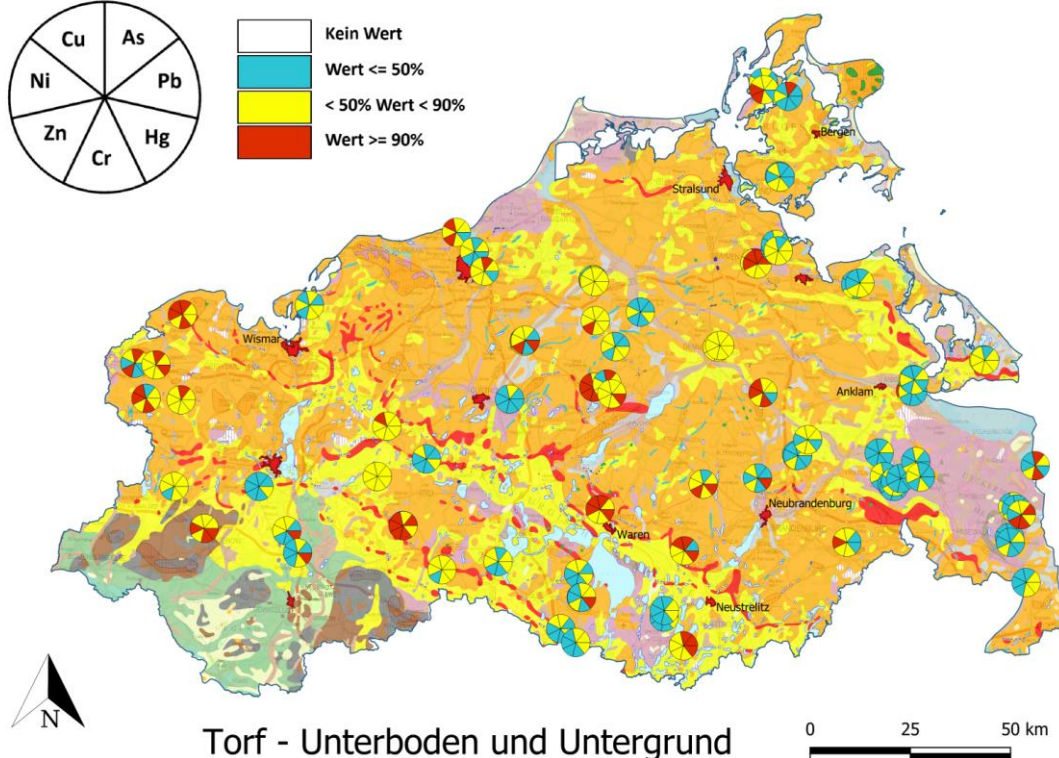 Cu
As
Ni
Pb
Zn
Hg
Cr
Kein Wert
Wert <= 50%
< 50% Wert < 90%
Wert >= 90%
Bergen
Stralsund
Wismar
Anklam
Neubrandenburg
Waren
Neustrelitz
N
Torf - Unterboden und Untergrund
0 25 50 km